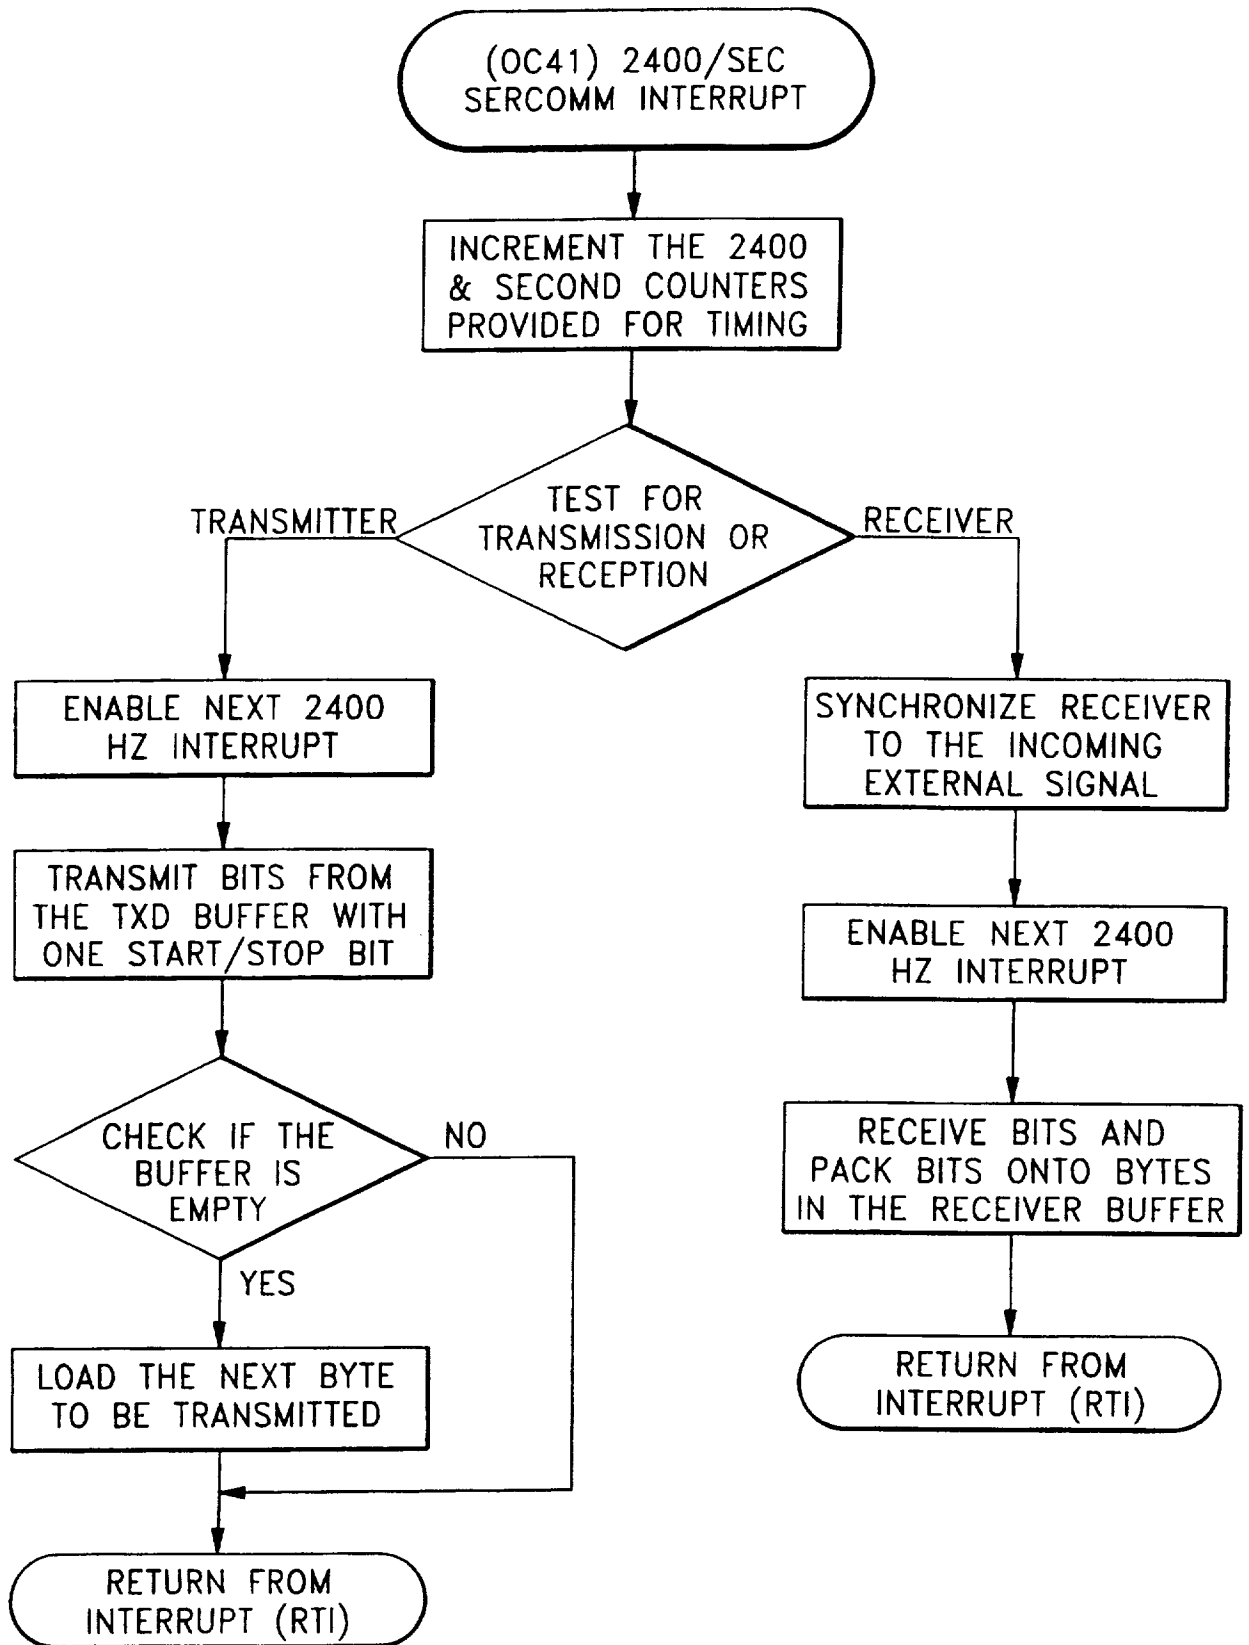 (OC41) 2400/SEC
SERCOMM INTERRUPT
INCREMENT THE 2400
& SECOND COUNTERS
PROVIDED FOR TIMING
TEST FOR
TRANSMISSION OR
RECEPTION
TRANSMITTER
RECEIVER
ENABLE NEXT 2400
HZ INTERRUPT
TRANSMIT BITS FROM
THE TXD BUFFER WITH
ONE START/STOP BIT
CHECK IF THE
BUFFER IS
EMPTY
NO
YES
LOAD THE NEXT BYTE
TO BE TRANSMITTED
RETURN FROM
INTERRUPT (RTI)
SYNCHRONIZE RECEIVER
TO THE INCOMING
EXTERNAL SIGNAL
ENABLE NEXT 2400
HZ INTERRUPT
RECEIVE BITS AND
PACK BITS ONTO BYTES
IN THE RECEIVER BUFFER
RETURN FROM
INTERRUPT (RTI)